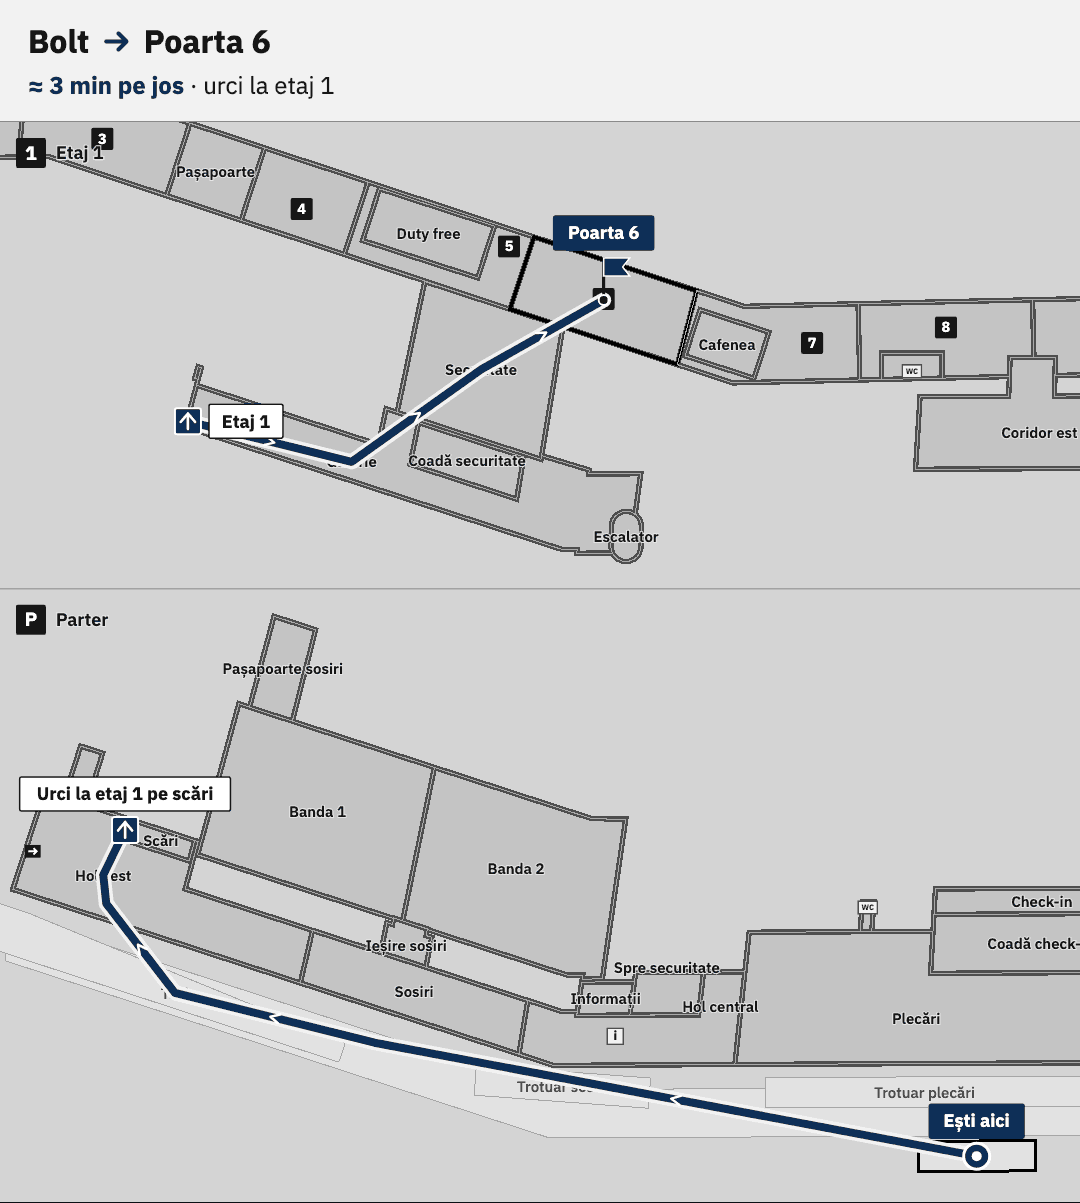 Bolt → Poarta 6
≈ 3 min pe jos · urci la etaj 1
1 Etaj 1
3
Pașapoarte
4
Duty free
5
Poarta 6
Cafenea
7
8
WC
Coridor est
Etaj 1
Coadă securitate
Escalator
P Parter
Pașapoarte sosiri
Urci la etaj 1 pe scări
Scări
Banda 1
Banda 2
Ieșire sosiri
Sosiri
Spre securitate
Informații
Hol central
i
WC
Check-in
Coadă check-
Plecări
Trotuar
Trotuar plecări
Ești aici